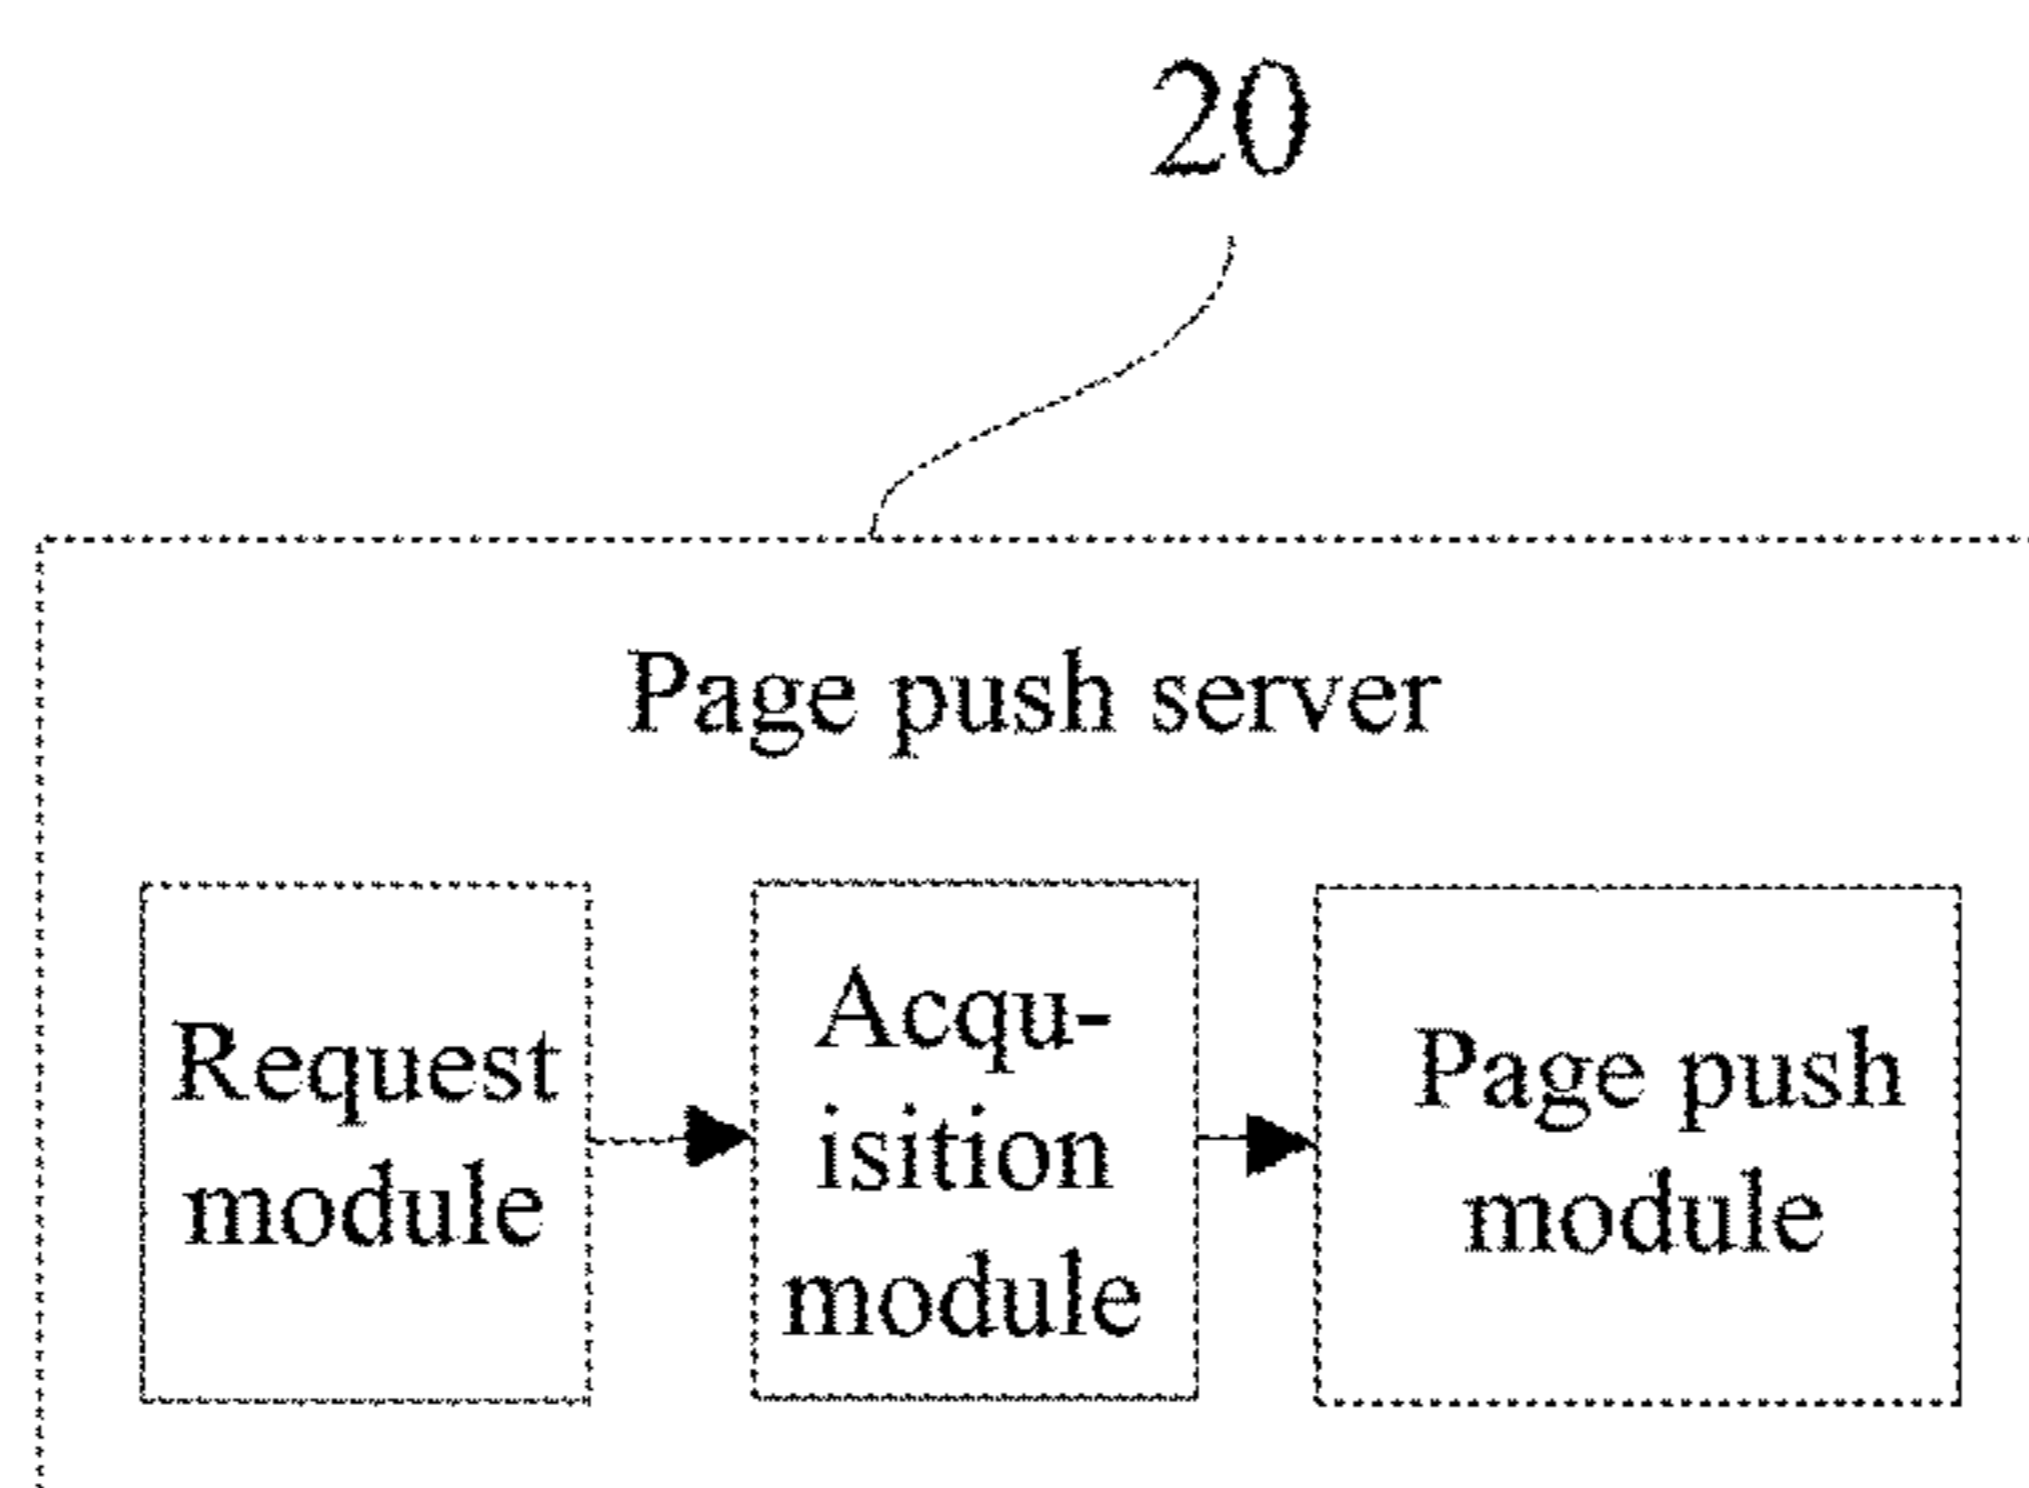 20
Page push server
Request
module
Acqu-
isition
module
Page push
module